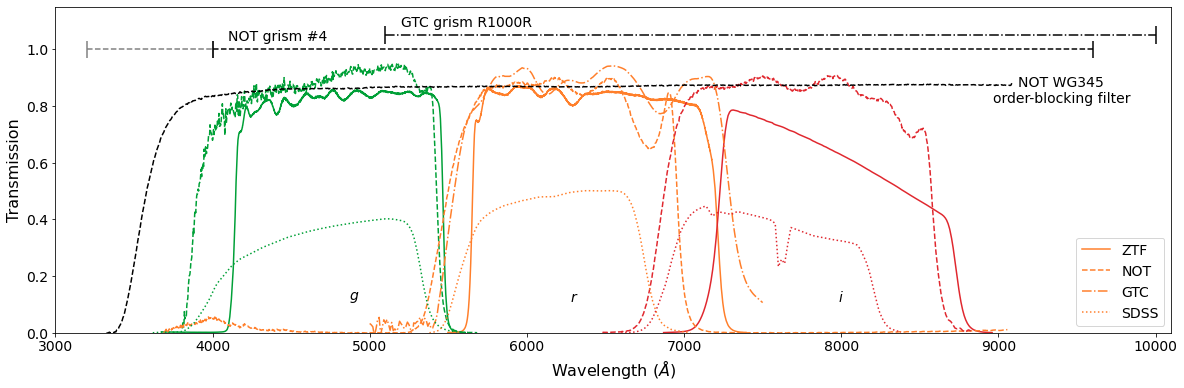 GTC grism R1000R
NOT grism #4
NOT WG345
order-blocking filter
Transmission
1.0
0.8
0.6
0.4
0.2
0.0
g
r
i
ZTF
NOT
GTC
SDSS
3000 4000 5000 6000 7000 8000 9000 10000
Wavelength (Å)